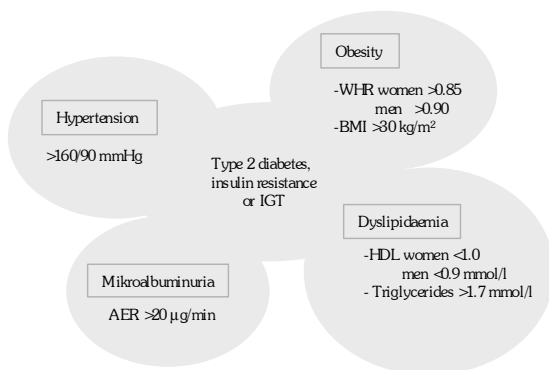 Obesity
-WHR women >0.85
men >0.90
-BMI >30 kg/m²
Hypertension
>160/90 mmHg
Type 2 diabetes,
insulin resistance
or IGT
Dyslipidaemia
-HDL women <1.0
men <0.9 mmol/l
- Triglycerides >1.7 mmol/l
Mikroalbuminuria
AER >20 µg/min